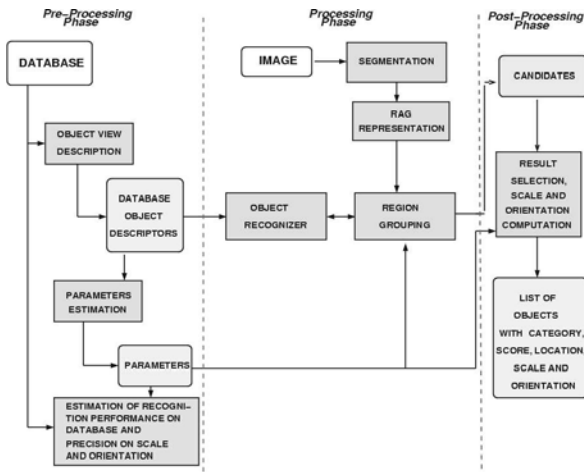 Pre-Processing
Phase
Processing
Phase
Post-Processing
Phase
DATABASE
IMAGE
SEGMENTATION
CANDIDATES
RAG
REPRESENTATION
OBJECT VIEW
DESCRIPTION
DATABASE
OBJECT
DESCRIPTORS
OBJECT
RECOGNIZER
REGION
GROUPING
RESULT
SELECTION,
SCALE AND
ORIENTATION
COMPUTATION
PARAMETERS
ESTIMATION
PARAMETERS
LIST OF
OBJECTS
WITH CATEGORY,
SCORE, LOCATION,
SCALE AND
ORIENTATION
ESTIMATION OF RECOGNI-
TION PERFORMANCE ON
DATABASE AND
PRECISION ON SCALE
AND ORIENTATION